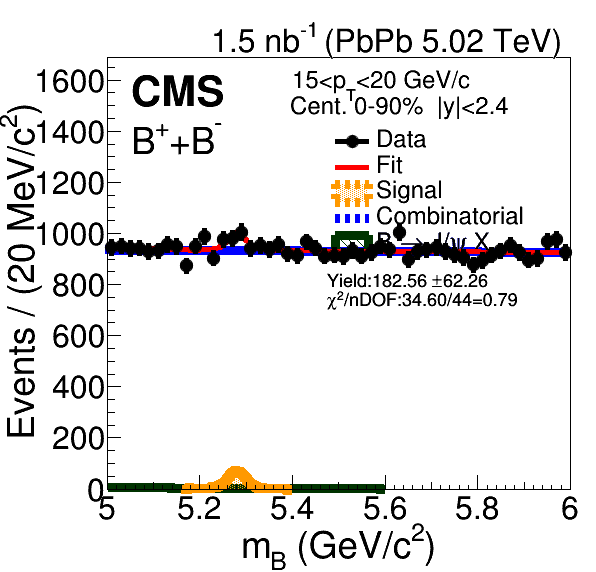 1.5 nb⁻¹ (PbPb 5.02 TeV)
CMS
B⁺+B⁻
15<p_T<20 GeV/c
Cent. 0-90% |y|<2.4
Data
Fit
Signal
Combinatorial
B → J/ψ X
Yield:182.56 ±62.26
χ²/nDOF:34.60/44=0.79
Events / (20 MeV/c²)
1600
1400
1200
1000
800
600
400
200
0
5 5.2 5.4 5.6 5.8 6
m_B (GeV/c²)